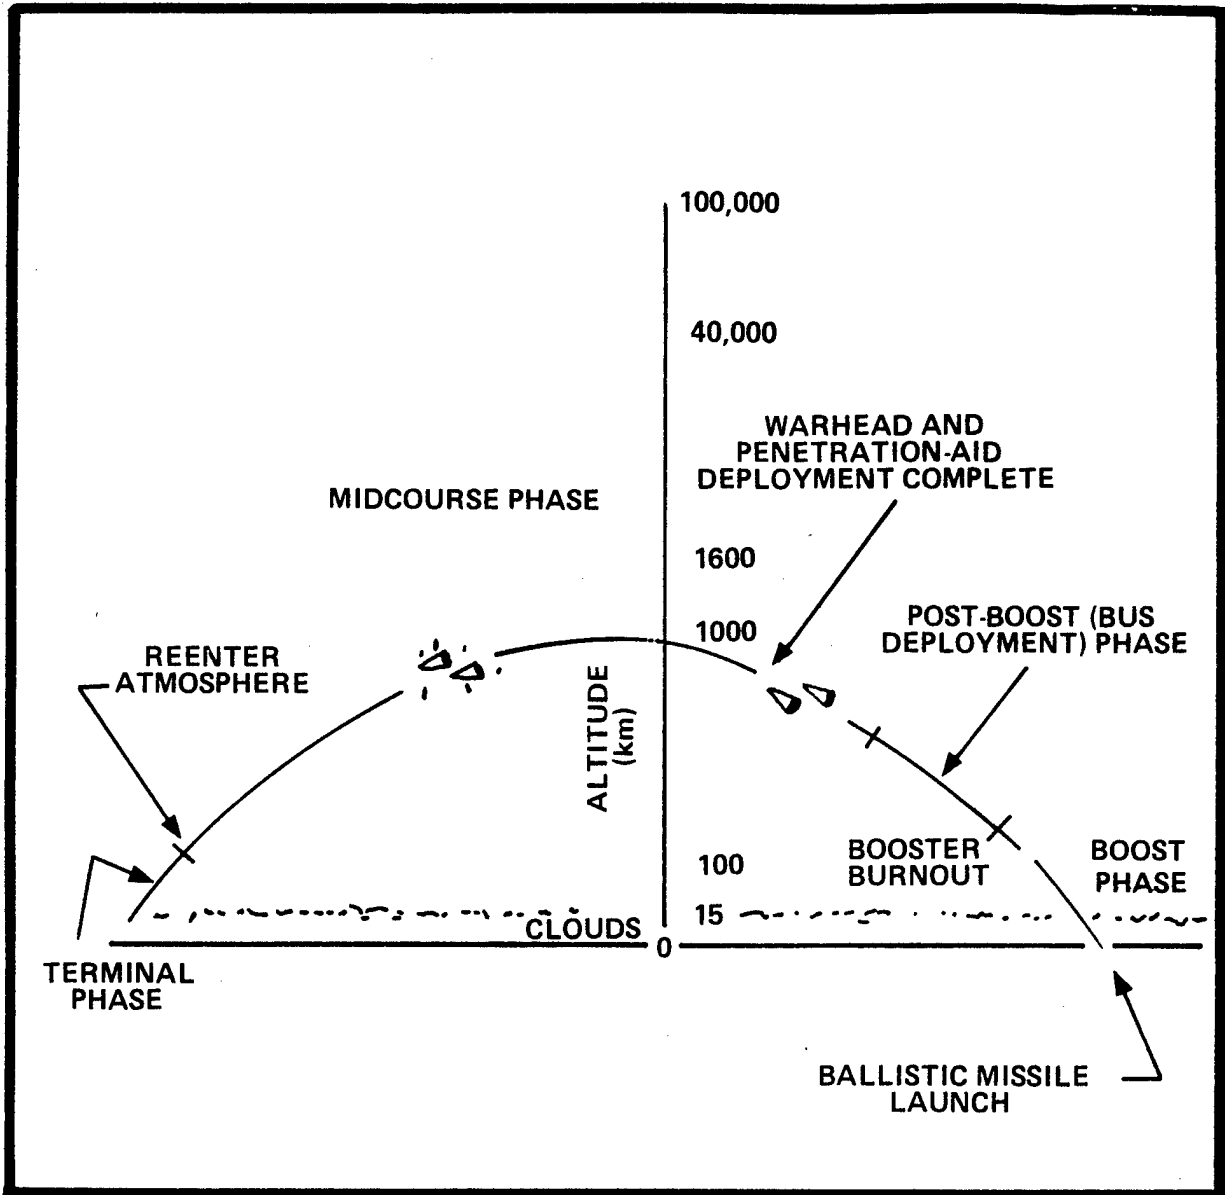 100,000
40,000
WARHEAD AND
PENETRATION-AID
DEPLOYMENT COMPLETE
MIDCOURSE PHASE
1600
POST-BOOST (BUS
DEPLOYMENT) PHASE
1000
REENTER
ATMOSPHERE
ALTITUDE
(km)
BOOSTER
BURNOUT
BOOST
PHASE
100
15
CLOUDS
0
TERMINAL
PHASE
BALLISTIC MISSILE
LAUNCH